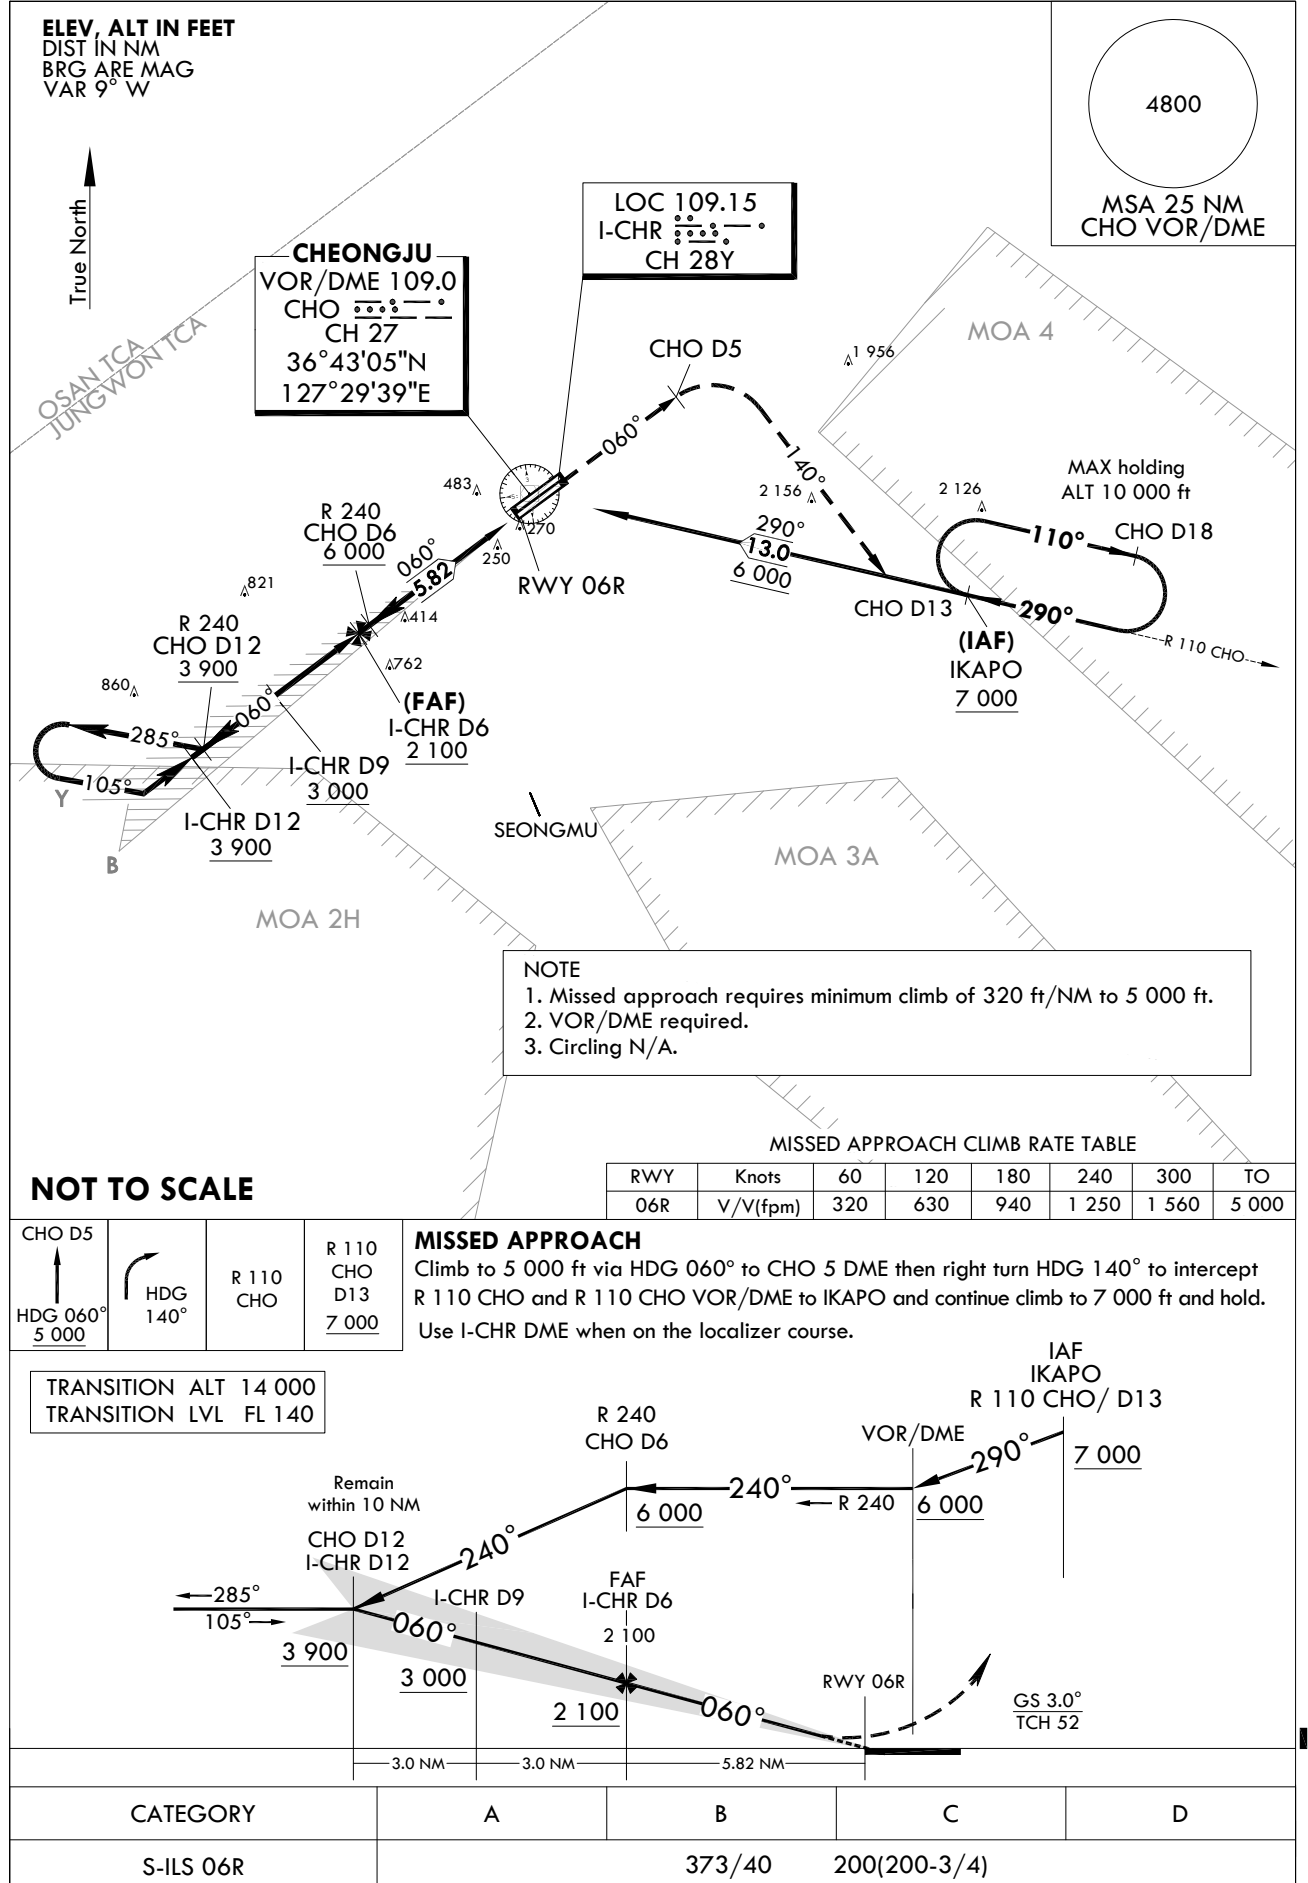 ELEV, ALT IN FEET
DIST IN NM
BRG ARE MAG
VAR 9° W
True North
4800
MSA 25 NM
CHO VOR/DME
LOC 109.15
I-CHR
CH 28Y
CHEONGJU
VOR/DME 109.0
CHO
CH 27
36°43'05"N
127°29'39"E
OSAN TCA
JUNGWON TCA
MOA 4
CHO D5
1 956
060°
140°
MAX holding
ALT 10 000 ft
483
2 156
2 126
110°
CHO D18
R 240
CHO D6
6 000
270
290°
13.0
6 000
060°
5.82
250
RWY 06R
821
414
CHO D13
290°
R 110 CHO
(IAF)
IKAPO
7 000
R 240
CHO D12
3 900
762
860
(FAF)
I-CHR D6
2 100
060°
285°
105°
I-CHR D9
3 000
Y
I-CHR D12
3 900
B
SEONGMU
MOA 3A
MOA 2H
NOTE
1. Missed approach requires minimum climb of 320 ft/NM to 5 000 ft.
2. VOR/DME required.
3. Circling N/A.
MISSED APPROACH CLIMB RATE TABLE
RWY Knots 60 120 180 240 300 TO
06R V/V(fpm) 320 630 940 1 250 1 560 5 000
NOT TO SCALE
CHO D5
HDG 060°
5 000
HDG
140°
R 110
CHO
R 110
CHO
D13
7 000
MISSED APPROACH
Climb to 5 000 ft via HDG 060° to CHO 5 DME then right turn HDG 140° to intercept
R 110 CHO and R 110 CHO VOR/DME to IKAPO and continue climb to 7 000 ft and hold.
Use I-CHR DME when on the localizer course.
TRANSITION ALT 14 000
TRANSITION LVL FL 140
IAF
IKAPO
R 110 CHO/ D13
7 000
R 240
CHO D6
VOR/DME
290°
240°
R 240
6 000
6 000
Remain
within 10 NM
CHO D12
I-CHR D12
240°
285°
105°
I-CHR D9
FAF
I-CHR D6
2 100
060°
3 900
3 000
2 100
060°
RWY 06R
GS 3.0°
TCH 52
3.0 NM 3.0 NM 5.82 NM
CATEGORY A B C D
S-ILS 06R 373/40 200(200-3/4)